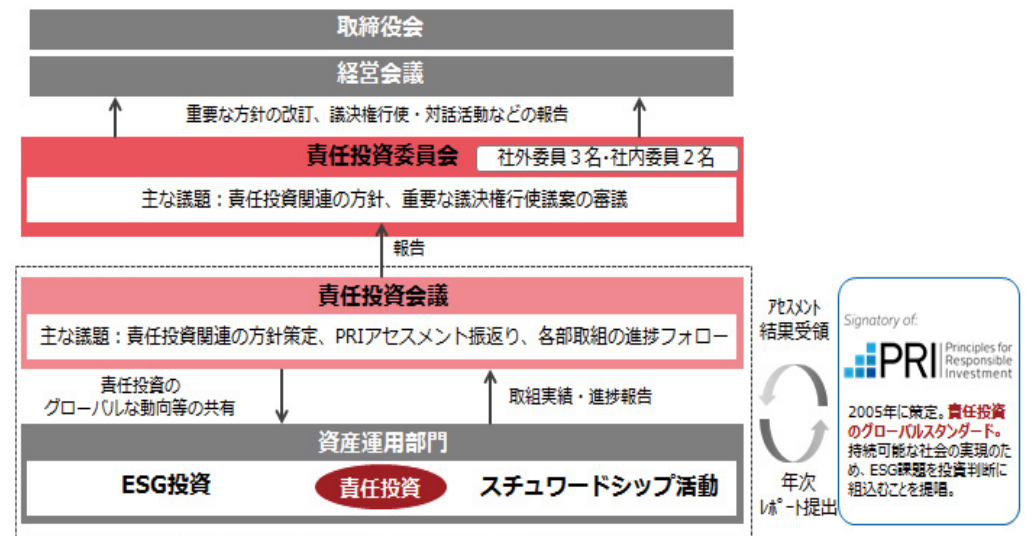 取締役会
経営会議
重要な方針の改訂、議決権行使・対話活動などの報告
責任投資委員会
社外委員3名・社内委員2名
主な議題：責任投資関連の方針、重要な議決権行使議案の審議
報告
責任投資会議
主な議題：責任投資関連の方針策定、PRIアセスメント振返り、各部取組の進捗フォロー
責任投資の
グローバルな動向等の共有
取組実績・進捗報告
資産運用部門
ESG投資
責任投資
スチュワードシップ活動
ｱｾｽﾒﾝﾄ
結果受領
年次
ﾚﾎﾟｰﾄ提出
Signatory of:
PRI
Principles for
Responsible
Investment
2005年に策定。責任投資
のグローバルスタンダード。
持続可能な社会の実現のた
め、ESG課題を投資判断に
組込むことを提唱。